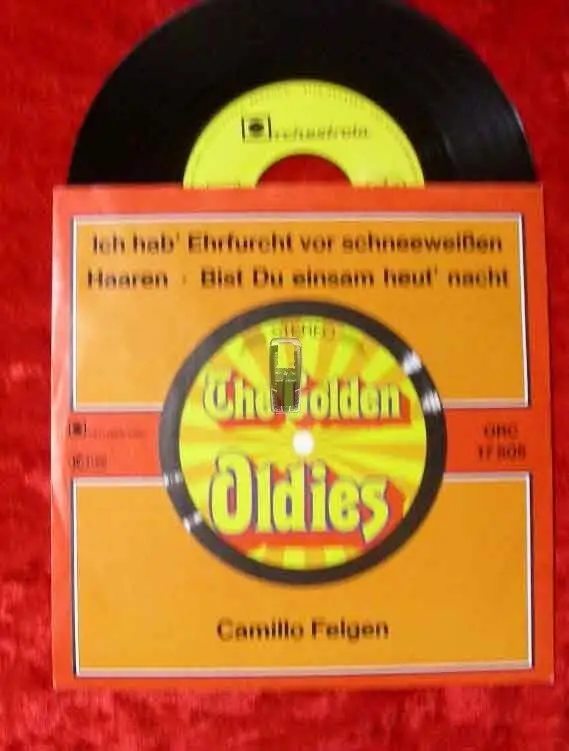 Ich hab' Ehrfurcht vor schneeweißen
Haaren · Bist Du einsam heut' nacht
STEREO
The Golden
Oldies
Camillo Felgen